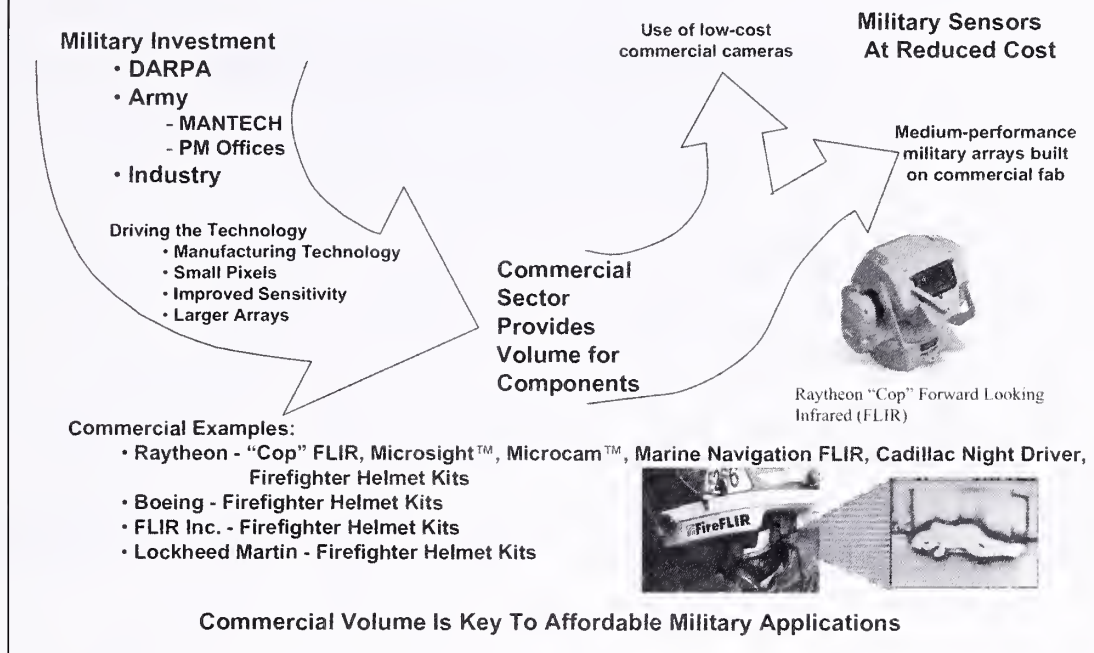 Military Investment
• DARPA
• Army
- MANTECH
- PM Offices
• Industry
Driving the Technology
• Manufacturing Technology
• Small Pixels
• Improved Sensitivity
• Larger Arrays
Commercial
Sector
Provides
Volume for
Components
Use of low-cost
commercial cameras
Military Sensors
At Reduced Cost
Medium-performance
military arrays built
on commercial fab
Raytheon “Cop” Forward Looking
Infrared (FLIR)
Commercial Examples:
• Raytheon - “Cop” FLIR, Microsight™, Microcam™, Marine Navigation FLIR, Cadillac Night Driver,
Firefighter Helmet Kits
• Boeing - Firefighter Helmet Kits
• FLIR Inc. - Firefighter Helmet Kits
• Lockheed Martin - Firefighter Helmet Kits
26
FireFLIR
Commercial Volume Is Key To Affordable Military Applications